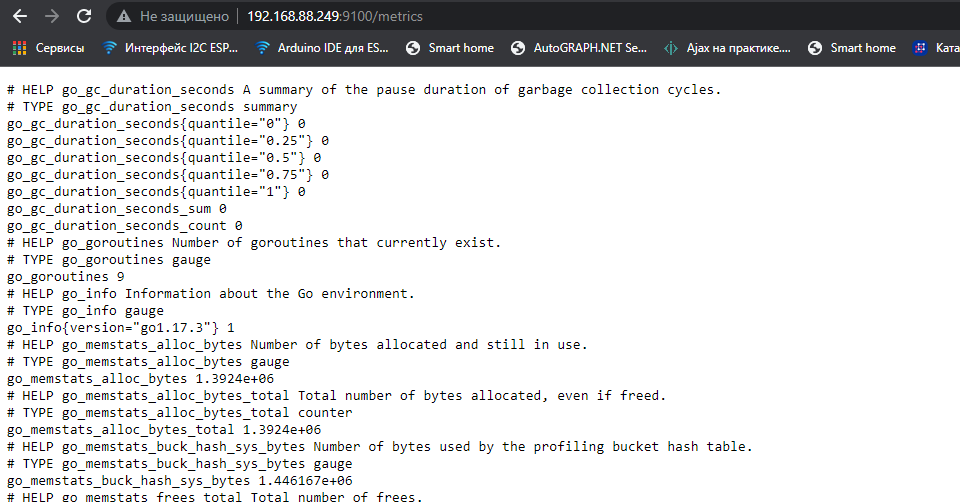 Не защищено 192.168.88.249:9100/metrics
Сервисы Интерфейс I2C ESP... Arduino IDE для ES... Smart home AutoGRAPH.NET Se... Ajax на практике.... Smart home Ката
# HELP go_gc_duration_seconds A summary of the pause duration of garbage collection cycles.
# TYPE go_gc_duration_seconds summary
go_gc_duration_seconds{quantile="0"} 0
go_gc_duration_seconds{quantile="0.25"} 0
go_gc_duration_seconds{quantile="0.5"} 0
go_gc_duration_seconds{quantile="0.75"} 0
go_gc_duration_seconds{quantile="1"} 0
go_gc_duration_seconds_sum 0
go_gc_duration_seconds_count 0
# HELP go_goroutines Number of goroutines that currently exist.
# TYPE go_goroutines gauge
go_goroutines 9
# HELP go_info Information about the Go environment.
# TYPE go_info gauge
go_info{version="go1.17.3"} 1
# HELP go_memstats_alloc_bytes Number of bytes allocated and still in use.
# TYPE go_memstats_alloc_bytes gauge
go_memstats_alloc_bytes 1.3924e+06
# HELP go_memstats_alloc_bytes_total Total number of bytes allocated, even if freed.
# TYPE go_memstats_alloc_bytes_total counter
go_memstats_alloc_bytes_total 1.3924e+06
# HELP go_memstats_buck_hash_sys_bytes Number of bytes used by the profiling bucket hash table.
# TYPE go_memstats_buck_hash_sys_bytes gauge
go_memstats_buck_hash_sys_bytes 1.446167e+06
# HELP go_memstats_frees_total Total number of frees.